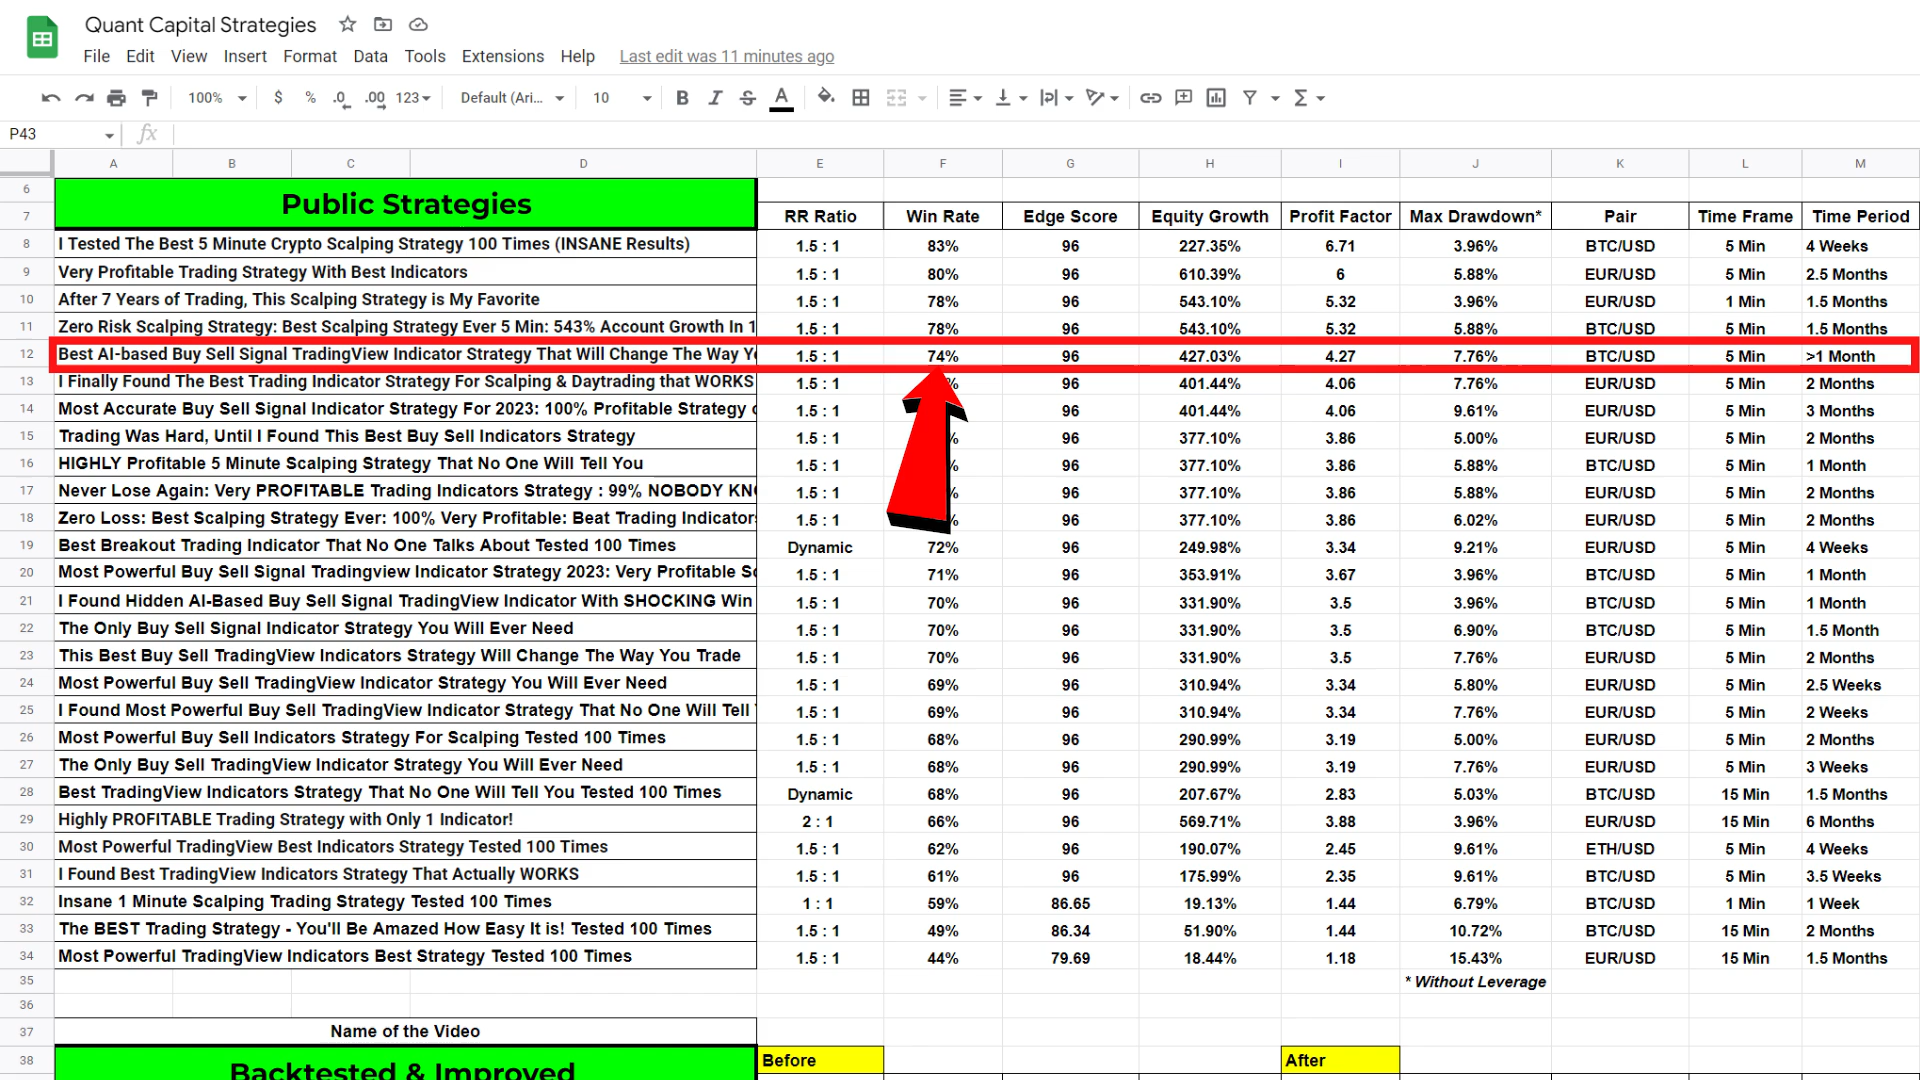 Quant Capital Strategies
File Edit View Insert Format Data Tools Extensions Help Last edit was 11 minutes ago
100% $ % .0 .00 123 Default (Ari... 10 B I S A
P43 fx
A B C D E F G H I J K L M
6 Public Strategies
7 RR Ratio Win Rate Edge Score Equity Growth Profit Factor Max Drawdown* Pair Time Frame Time Period
8 I Tested The Best 5 Minute Crypto Scalping Strategy 100 Times (INSANE Results) 1.5 : 1 83% 96 227.35% 6.71 3.96% BTC/USD 5 Min 4 Weeks
9 Very Profitable Trading Strategy With Best Indicators 1.5 : 1 80% 96 610.39% 6 5.88% EUR/USD 5 Min 2.5 Months
10 After 7 Years of Trading, This Scalping Strategy is My Favorite 1.5 : 1 78% 96 543.10% 5.32 3.96% EUR/USD 1 Min 1.5 Months
11 Zero Risk Scalping Strategy: Best Scalping Strategy Ever 5 Min: 543% Account Growth In 1 1.5 : 1 78% 96 543.10% 5.32 5.88% BTC/USD 5 Min 1.5 Months
12 Best AI-based Buy Sell Signal TradingView Indicator Strategy That Will Change The Way Yo 1.5 : 1 74% 96 427.03% 4.27 7.76% BTC/USD 5 Min >1 Month
13 I Finally Found The Best Trading Indicator Strategy For Scalping & Daytrading that WORKS 1.5 : 1 % 96 401.44% 4.06 7.76% EUR/USD 5 Min 2 Months
14 Most Accurate Buy Sell Signal Indicator Strategy For 2023: 100% Profitable Strategy 1.5 : 1 96 401.44% 4.06 9.61% EUR/USD 5 Min 3 Months
15 Trading Was Hard, Until I Found This Best Buy Sell Indicators Strategy 1.5 : 1 % 96 377.10% 3.86 5.00% EUR/USD 5 Min 2 Months
16 HIGHLY Profitable 5 Minute Scalping Strategy That No One Will Tell You 1.5 : 1 % 96 377.10% 3.86 5.88% BTC/USD 5 Min 1 Month
17 Never Lose Again: Very PROFITABLE Trading Indicators Strategy : 99% NOBODY KNO 1.5 : 1 % 96 377.10% 3.86 5.88% EUR/USD 5 Min 2 Months
18 Zero Loss: Best Scalping Strategy Ever: 100% Very Profitable: Beat Trading Indicators 1.5 : 1 % 96 377.10% 3.86 6.02% EUR/USD 5 Min 2 Months
19 Best Breakout Trading Indicator That No One Talks About Tested 100 Times Dynamic 72% 96 249.98% 3.34 9.21% EUR/USD 5 Min 4 Weeks
20 Most Powerful Buy Sell Signal Tradingview Indicator Strategy 2023: Very Profitable Sc 1.5 : 1 71% 96 353.91% 3.67 3.96% BTC/USD 5 Min 1 Month
21 I Found Hidden AI-Based Buy Sell Signal TradingView Indicator With SHOCKING Win 1.5 : 1 70% 96 331.90% 3.5 3.96% BTC/USD 5 Min 1 Month
22 The Only Buy Sell Signal Indicator Strategy You Will Ever Need 1.5 : 1 70% 96 331.90% 3.5 6.90% BTC/USD 5 Min 1.5 Month
23 This Best Buy Sell TradingView Indicators Strategy Will Change The Way You Trade 1.5 : 1 70% 96 331.90% 3.5 7.76% EUR/USD 5 Min 2 Months
24 Most Powerful Buy Sell TradingView Indicator Strategy You Will Ever Need 1.5 : 1 69% 96 310.94% 3.34 5.80% EUR/USD 5 Min 2.5 Weeks
25 I Found Most Powerful Buy Sell TradingView Indicator Strategy That No One Will Tell 1.5 : 1 69% 96 310.94% 3.34 7.76% EUR/USD 5 Min 2 Weeks
26 Most Powerful Buy Sell Indicators Strategy For Scalping Tested 100 Times 1.5 : 1 68% 96 290.99% 3.19 5.00% EUR/USD 5 Min 2 Months
27 The Only Buy Sell TradingView Indicator Strategy You Will Ever Need 1.5 : 1 68% 96 290.99% 3.19 7.76% EUR/USD 5 Min 3 Weeks
28 Best TradingView Indicators Strategy That No One Will Tell You Tested 100 Times Dynamic 68% 96 207.67% 2.83 5.03% BTC/USD 15 Min 1.5 Months
29 Highly PROFITABLE Trading Strategy with Only 1 Indicator! 2 : 1 66% 96 569.71% 3.88 3.96% EUR/USD 15 Min 6 Months
30 Most Powerful TradingView Best Indicators Strategy Tested 100 Times 1.5 : 1 62% 96 190.07% 2.45 9.61% ETH/USD 5 Min 4 Weeks
31 I Found Best TradingView Indicators Strategy That Actually WORKS 1.5 : 1 61% 96 175.99% 2.35 9.61% BTC/USD 5 Min 3.5 Weeks
32 Insane 1 Minute Scalping Trading Strategy Tested 100 Times 1 : 1 59% 86.65 19.13% 1.44 6.79% BTC/USD 1 Min 1 Week
33 The BEST Trading Strategy - You'll Be Amazed How Easy It is! Tested 100 Times 1.5 : 1 49% 86.34 51.90% 1.44 10.72% BTC/USD 15 Min 2 Months
34 Most Powerful TradingView Indicators Best Strategy Tested 100 Times 1.5 : 1 44% 79.69 18.44% 1.18 15.43% EUR/USD 15 Min 1.5 Months
35 * Without Leverage
36
37 Name of the Video
38 Backtested & Improved Before After